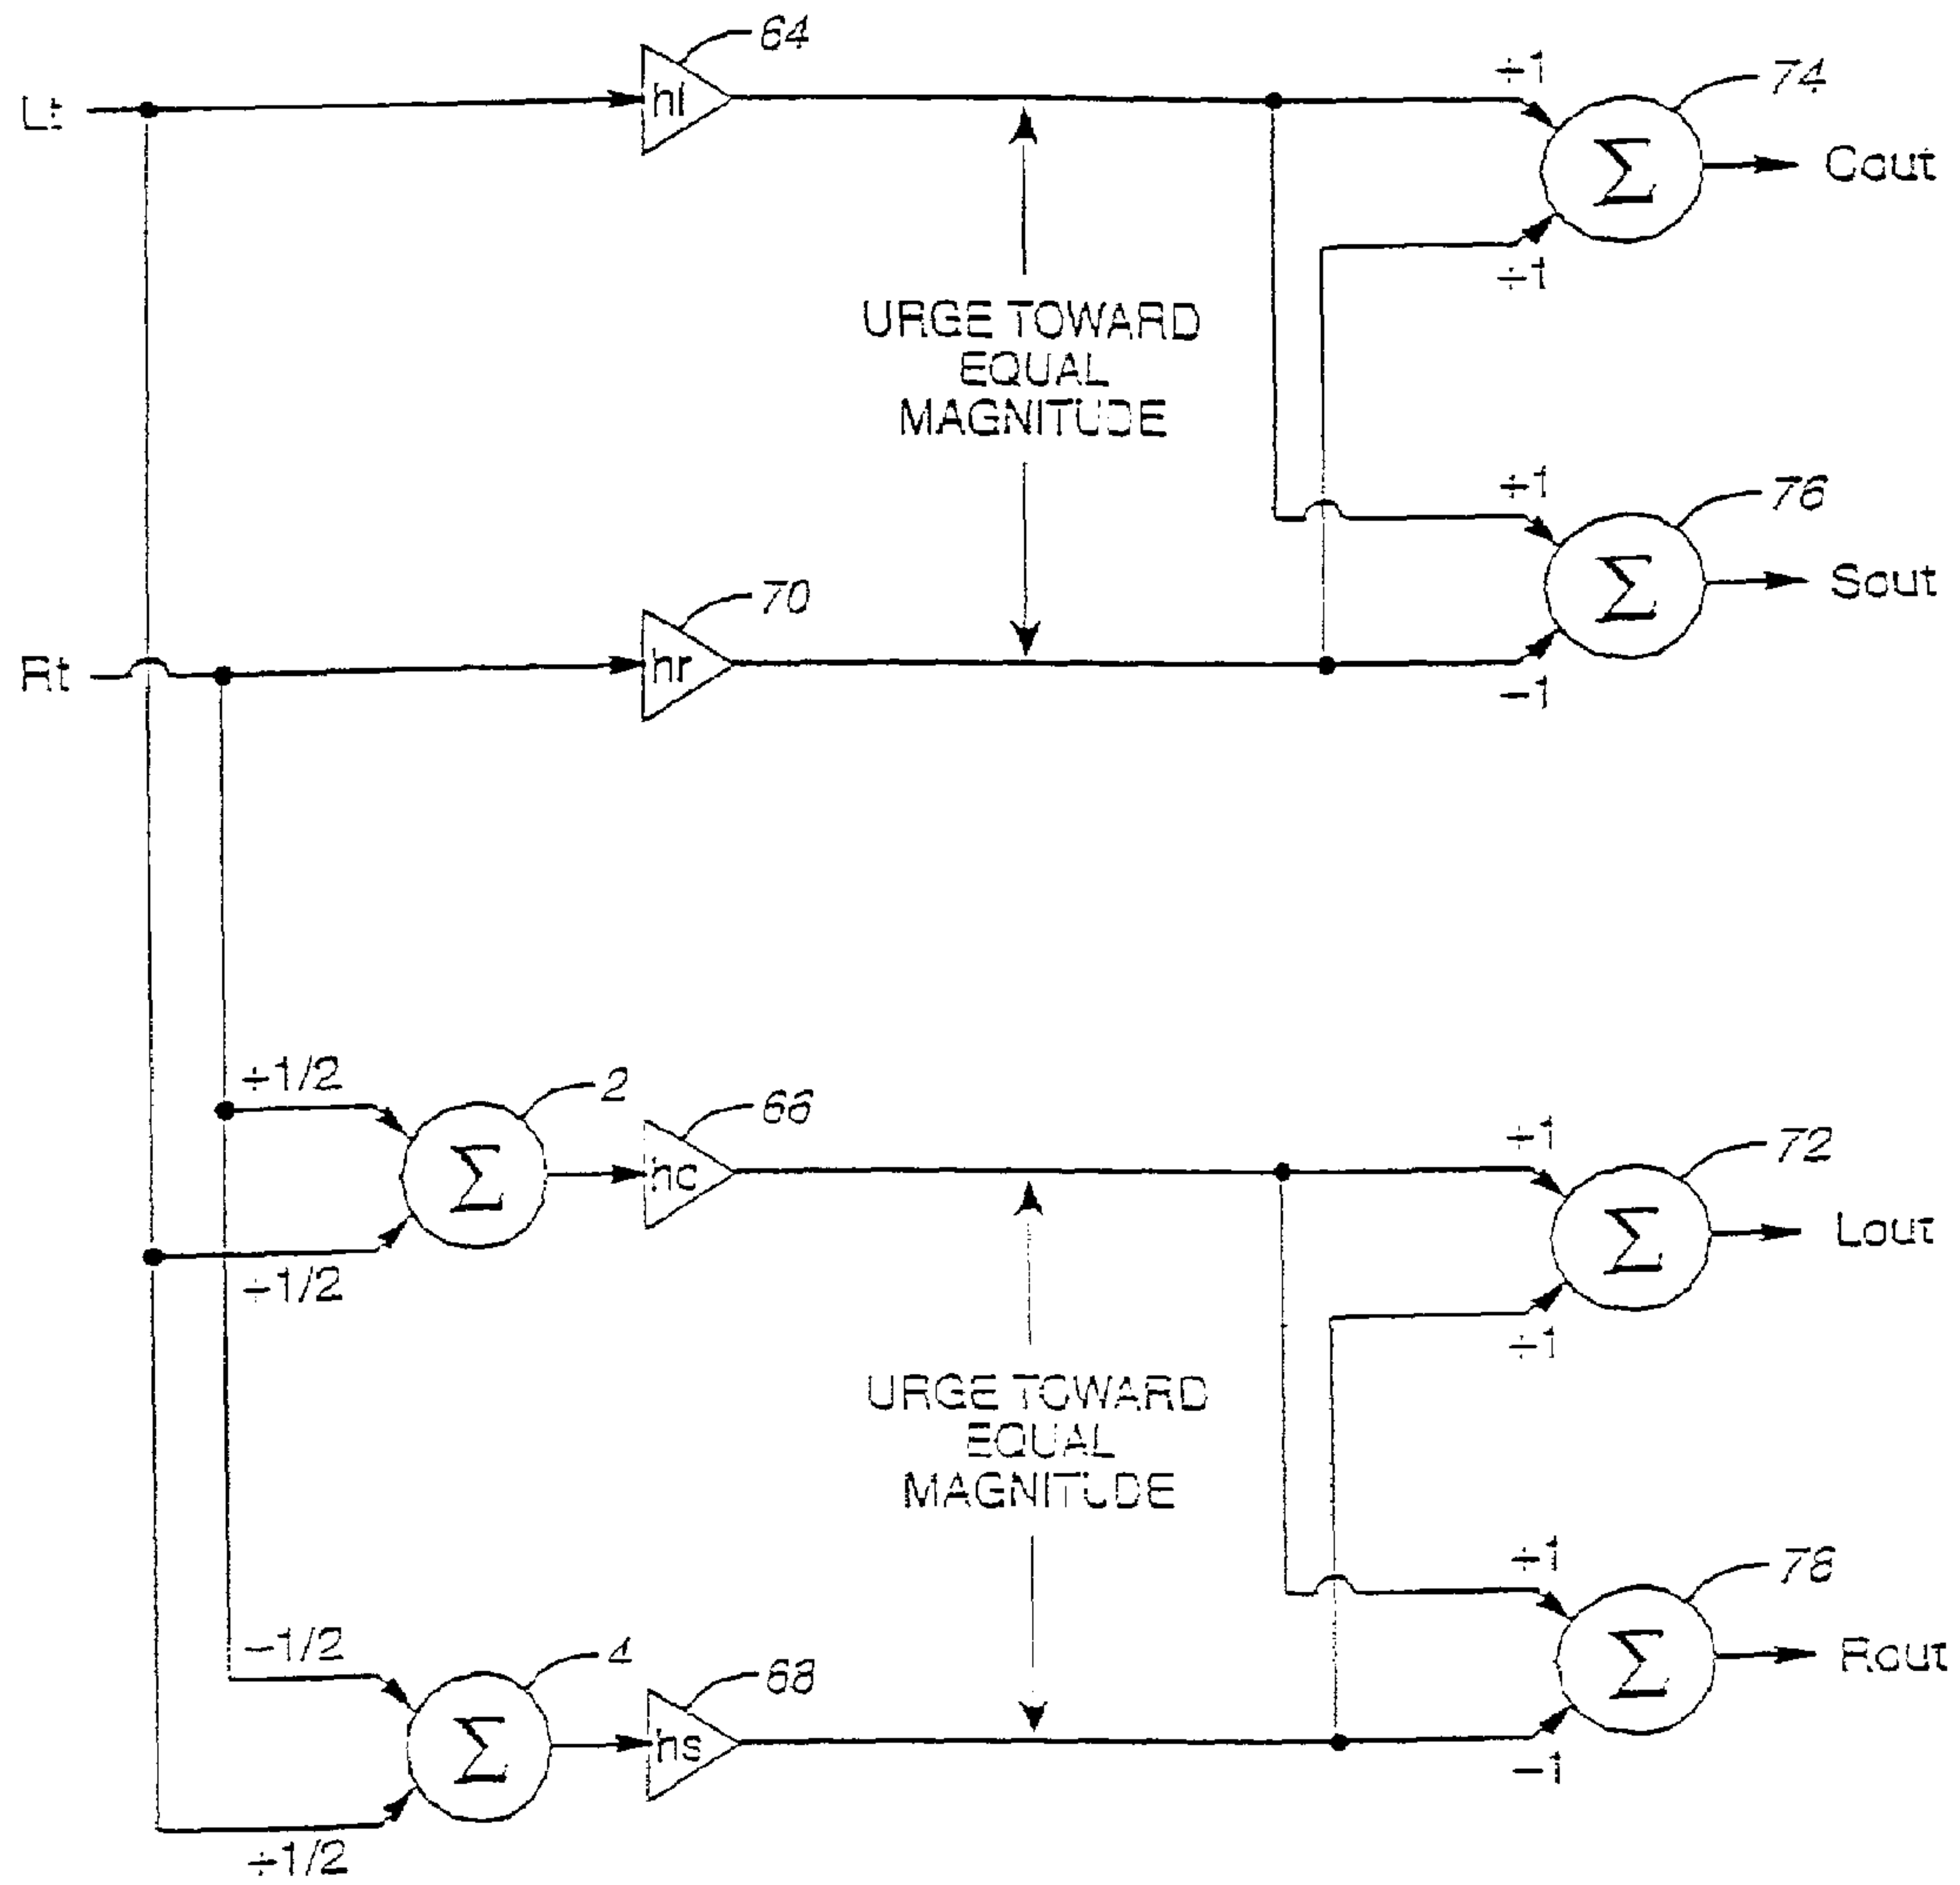 64
+1
74
Lt
hl
Σ
Cout
+1
URGE TOWARD
EQUAL
MAGNITUDE
+1
76
Σ
Sout
70
Rt
hr
-1
+1/2
2
66
+1
72
Σ
hc
Σ
Lout
+1/2
+1
URGE TOWARD
EQUAL
MAGNITUDE
+1
78
-1/2
4
68
Σ
Rout
Σ
hs
-1
+1/2